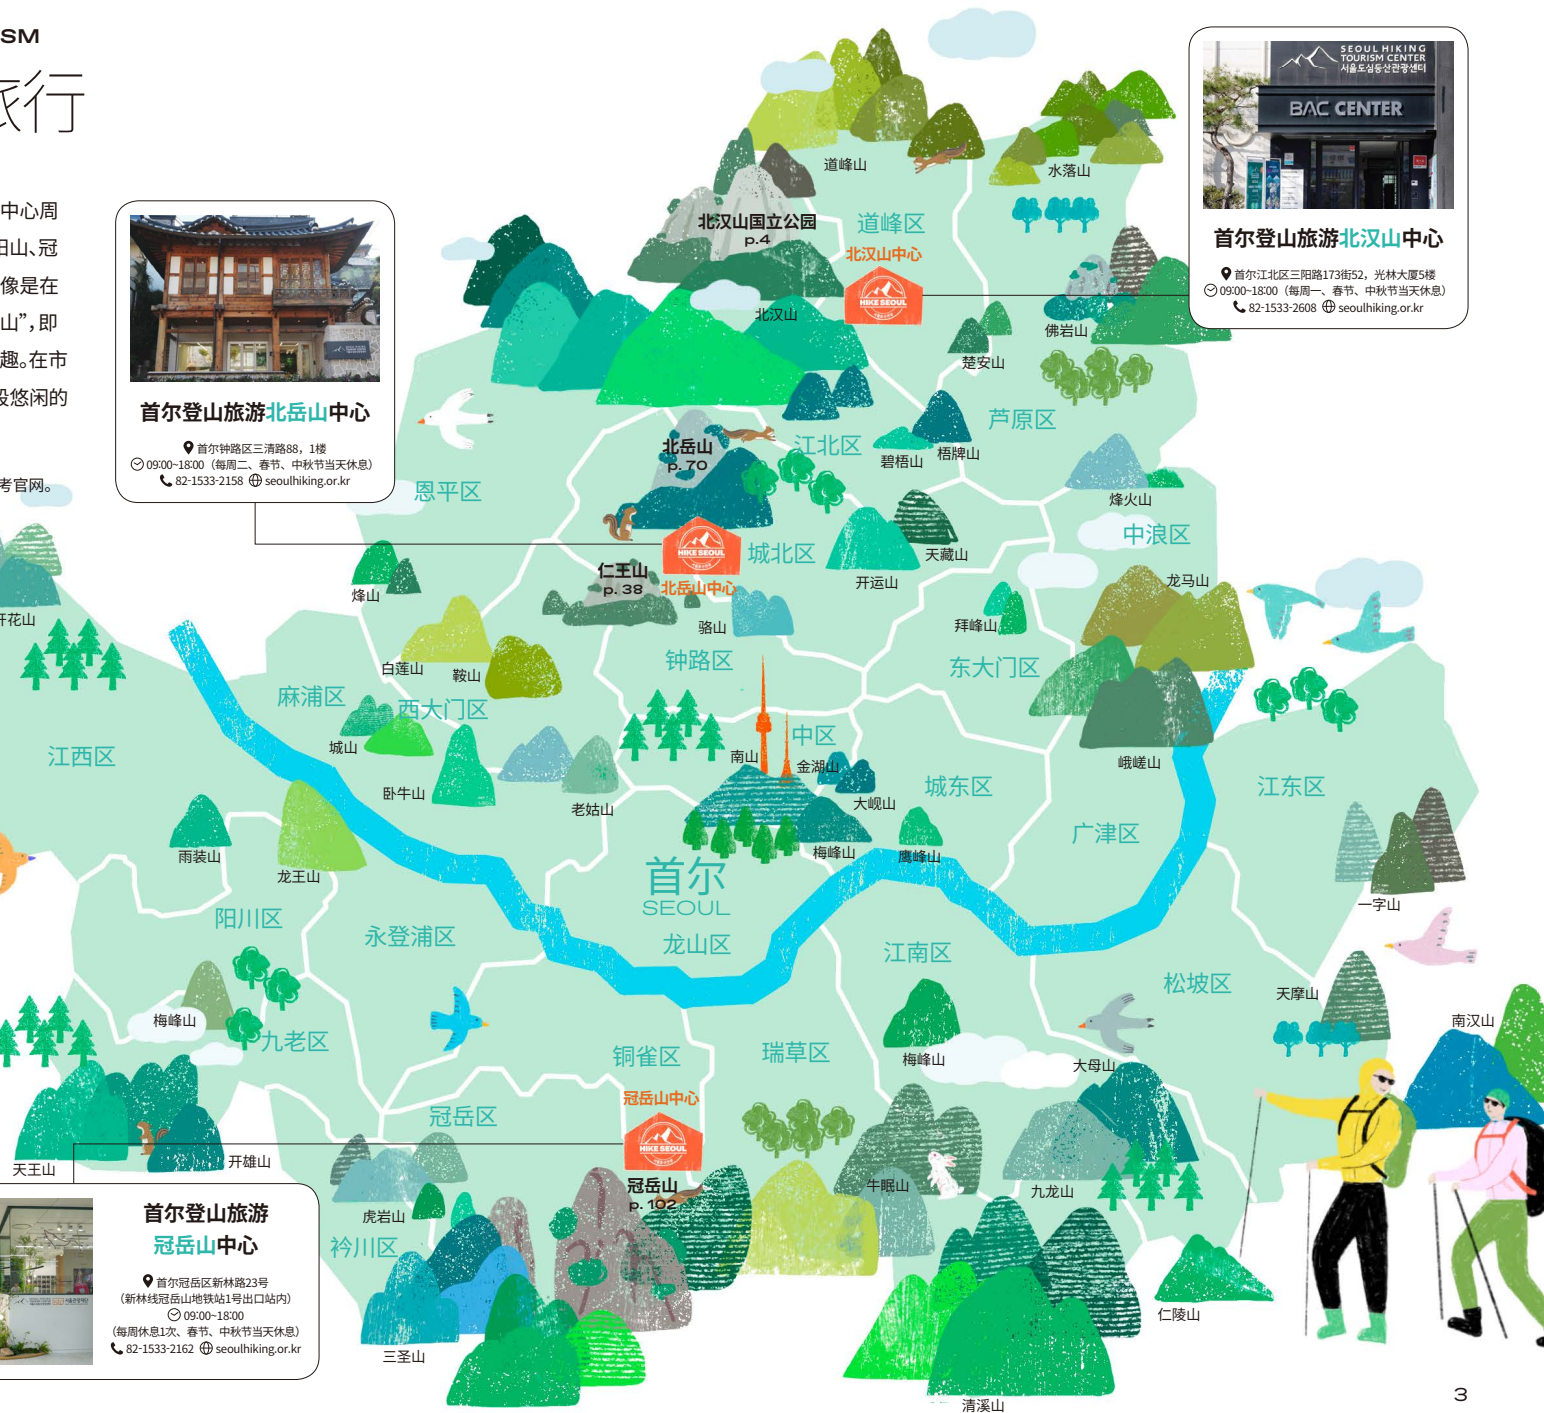 SM
旅行
中心周
阳山、冠
像是在
山”，即
趣。在市
段悠闲的
考官网。
首尔登山旅游北岳山中心
首尔钟路区三清路88，1楼
09:00~18:00（每周二、春节、中秋节当天休息）
82-1533-2158 seoulhiking.or.kr
SEOUL HIKING
TOURISM CENTER
서울도심등산관광센터
BAC CENTER
首尔登山旅游北汉山中心
首尔江北区三阳路173街52，光林大厦5楼
09:00~18:00（每周一、春节、中秋节当天休息）
82-1533-2608 seoulhiking.or.kr
道峰山
水落山
北汉山国立公园
p.4
道峰区
北汉山中心
HIKE SEOUL
北汉山
佛岩山
楚安山
芦原区
北岳山
p. 70
江北区
碧梧山
梧牌山
恩平区
烽火山
中浪区
HIKE SEOUL
城北区
天藏山
开运山
龙马山
仁王山
p. 38
北岳山中心
烽山
开花山
骆山
拜峰山
白莲山
鞍山
钟路区
东大门区
麻浦区
西大门区
城山
江西区
南山
中区
金湖山
大岘山
峨嵯山
城东区
江东区
卧牛山
老姑山
广津区
雨装山
龙王山
梅峰山
鹰峰山
首尔
SEOUL
一字山
阳川区
永登浦区
龙山区
江南区
松坡区
天摩山
梅峰山
南汉山
九老区
铜雀区
瑞草区
梅峰山
大母山
冠岳山中心
冠岳区
HIKE SEOUL
天王山
开雄山
冠岳山
p. 102
牛眠山
九龙山
虎岩山
衿川区
仁陵山
三圣山
清溪山
首尔登山旅游
冠岳山中心
首尔冠岳区新林路23号
（新林线冠岳山地铁站1号出口站内）
09:00~18:00
（每周休息1次、春节、中秋节当天休息）
82-1533-2162 seoulhiking.or.kr
3